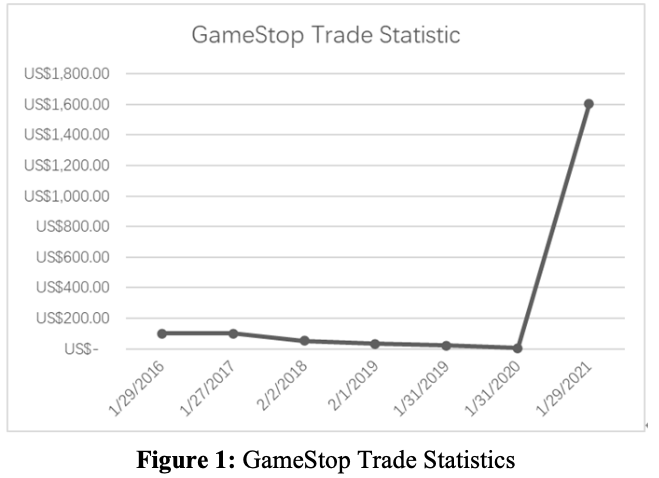 GameStop Trade Statistic
US$1,800.00
US$1,600.00
US$1,400.00
US$1,200.00
US$1,000.00
US$800.00
US$600.00
US$400.00
US$200.00
US$-
1/29/2016
1/27/2017
2/2/2018
2/1/2019
1/31/2019
1/31/2020
1/29/2021
Figure 1: GameStop Trade Statistics